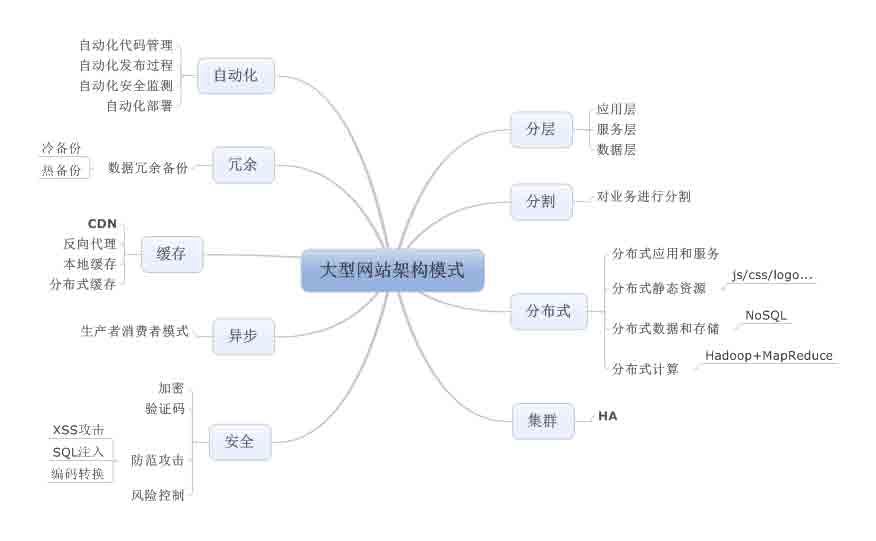 大型网站架构模式
自动化
自动化代码管理
自动化发布过程
自动化安全监测
自动化部署
冗余
数据冗余备份
冷备份
热备份
缓存
CDN
反向代理
本地缓存
分布式缓存
异步
生产者消费者模式
安全
加密
验证码
防范攻击
XSS攻击
SQL注入
编码转换
风险控制
分层
应用层
服务层
数据层
分割
对业务进行分割
分布式
分布式应用和服务
分布式静态资源
js/css/logo...
分布式数据和存储
NoSQL
分布式计算
Hadoop+MapReduce
集群
HA